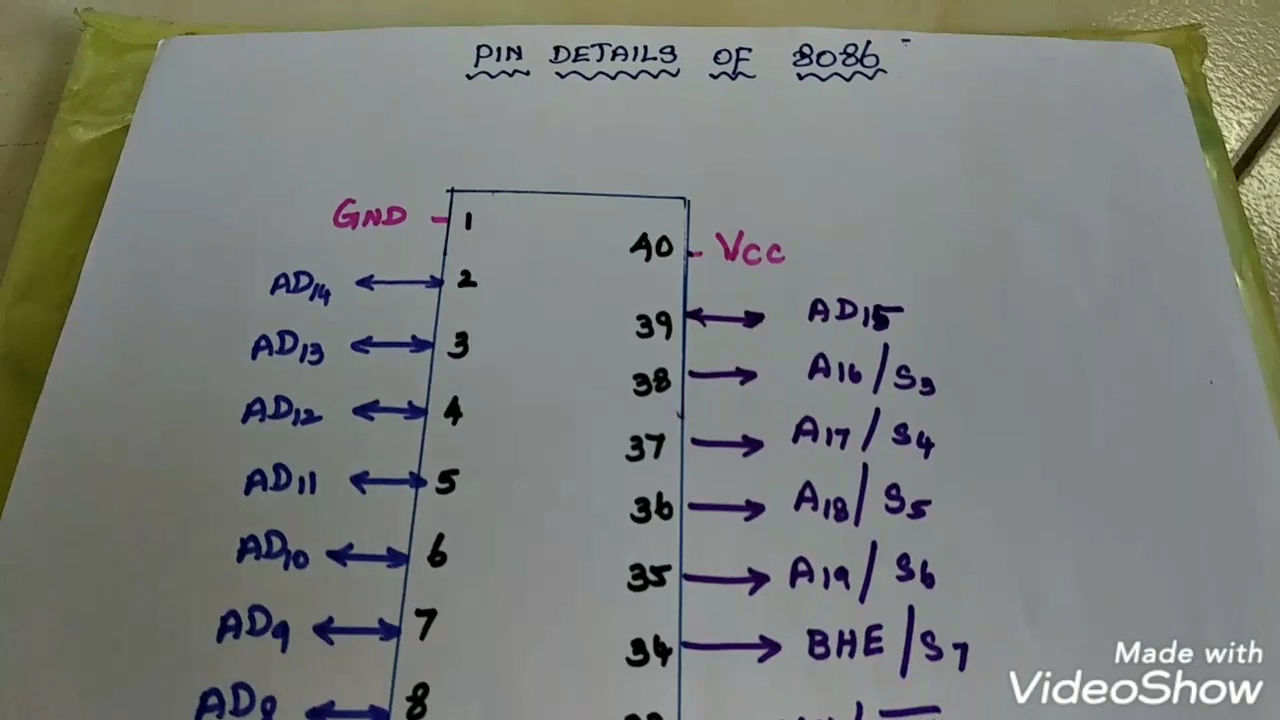 PIN DETAILS OF 8086
GND 1
40 VCC
AD14 2
39 AD15
AD13 3
38 A16/S3
AD12 4
37 A17/S4
AD11 5
36 A18/S5
AD10 6
35 A19/S6
AD9 7
34 BHE/S7
AD8 8
Made with
VideoShow